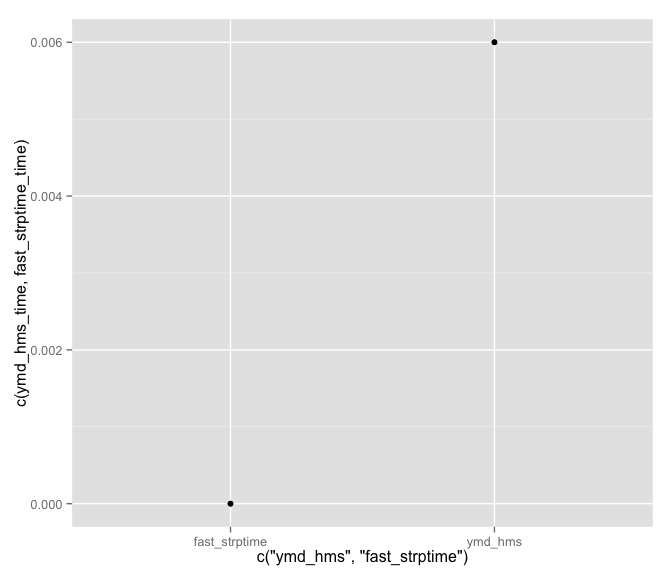 c(ymd_hms_time, fast_strptime_time)
0.006
0.004
0.002
0.000
fast_strptime ymd_hms
c("ymd_hms", "fast_strptime")